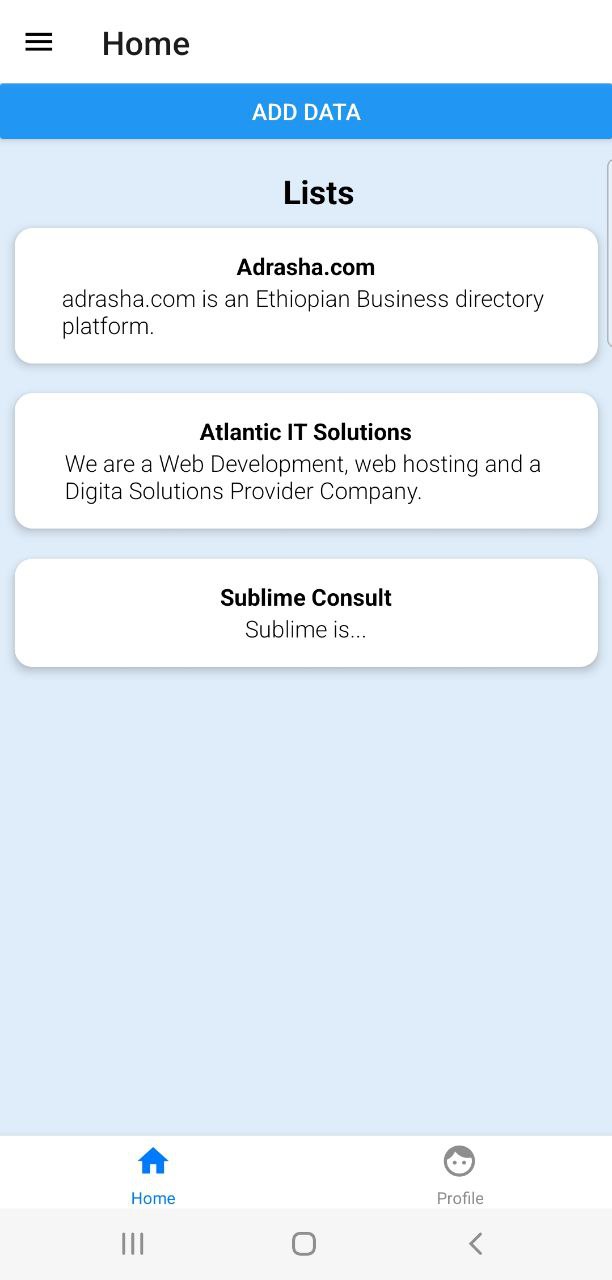 Home
ADD DATA
Lists
Adrasha.com
adrasha.com is an Ethiopian Business directory
platform.
Atlantic IT Solutions
We are a Web Development, web hosting and a
Digita Solutions Provider Company.
Sublime Consult
Sublime is...
Home
Profile